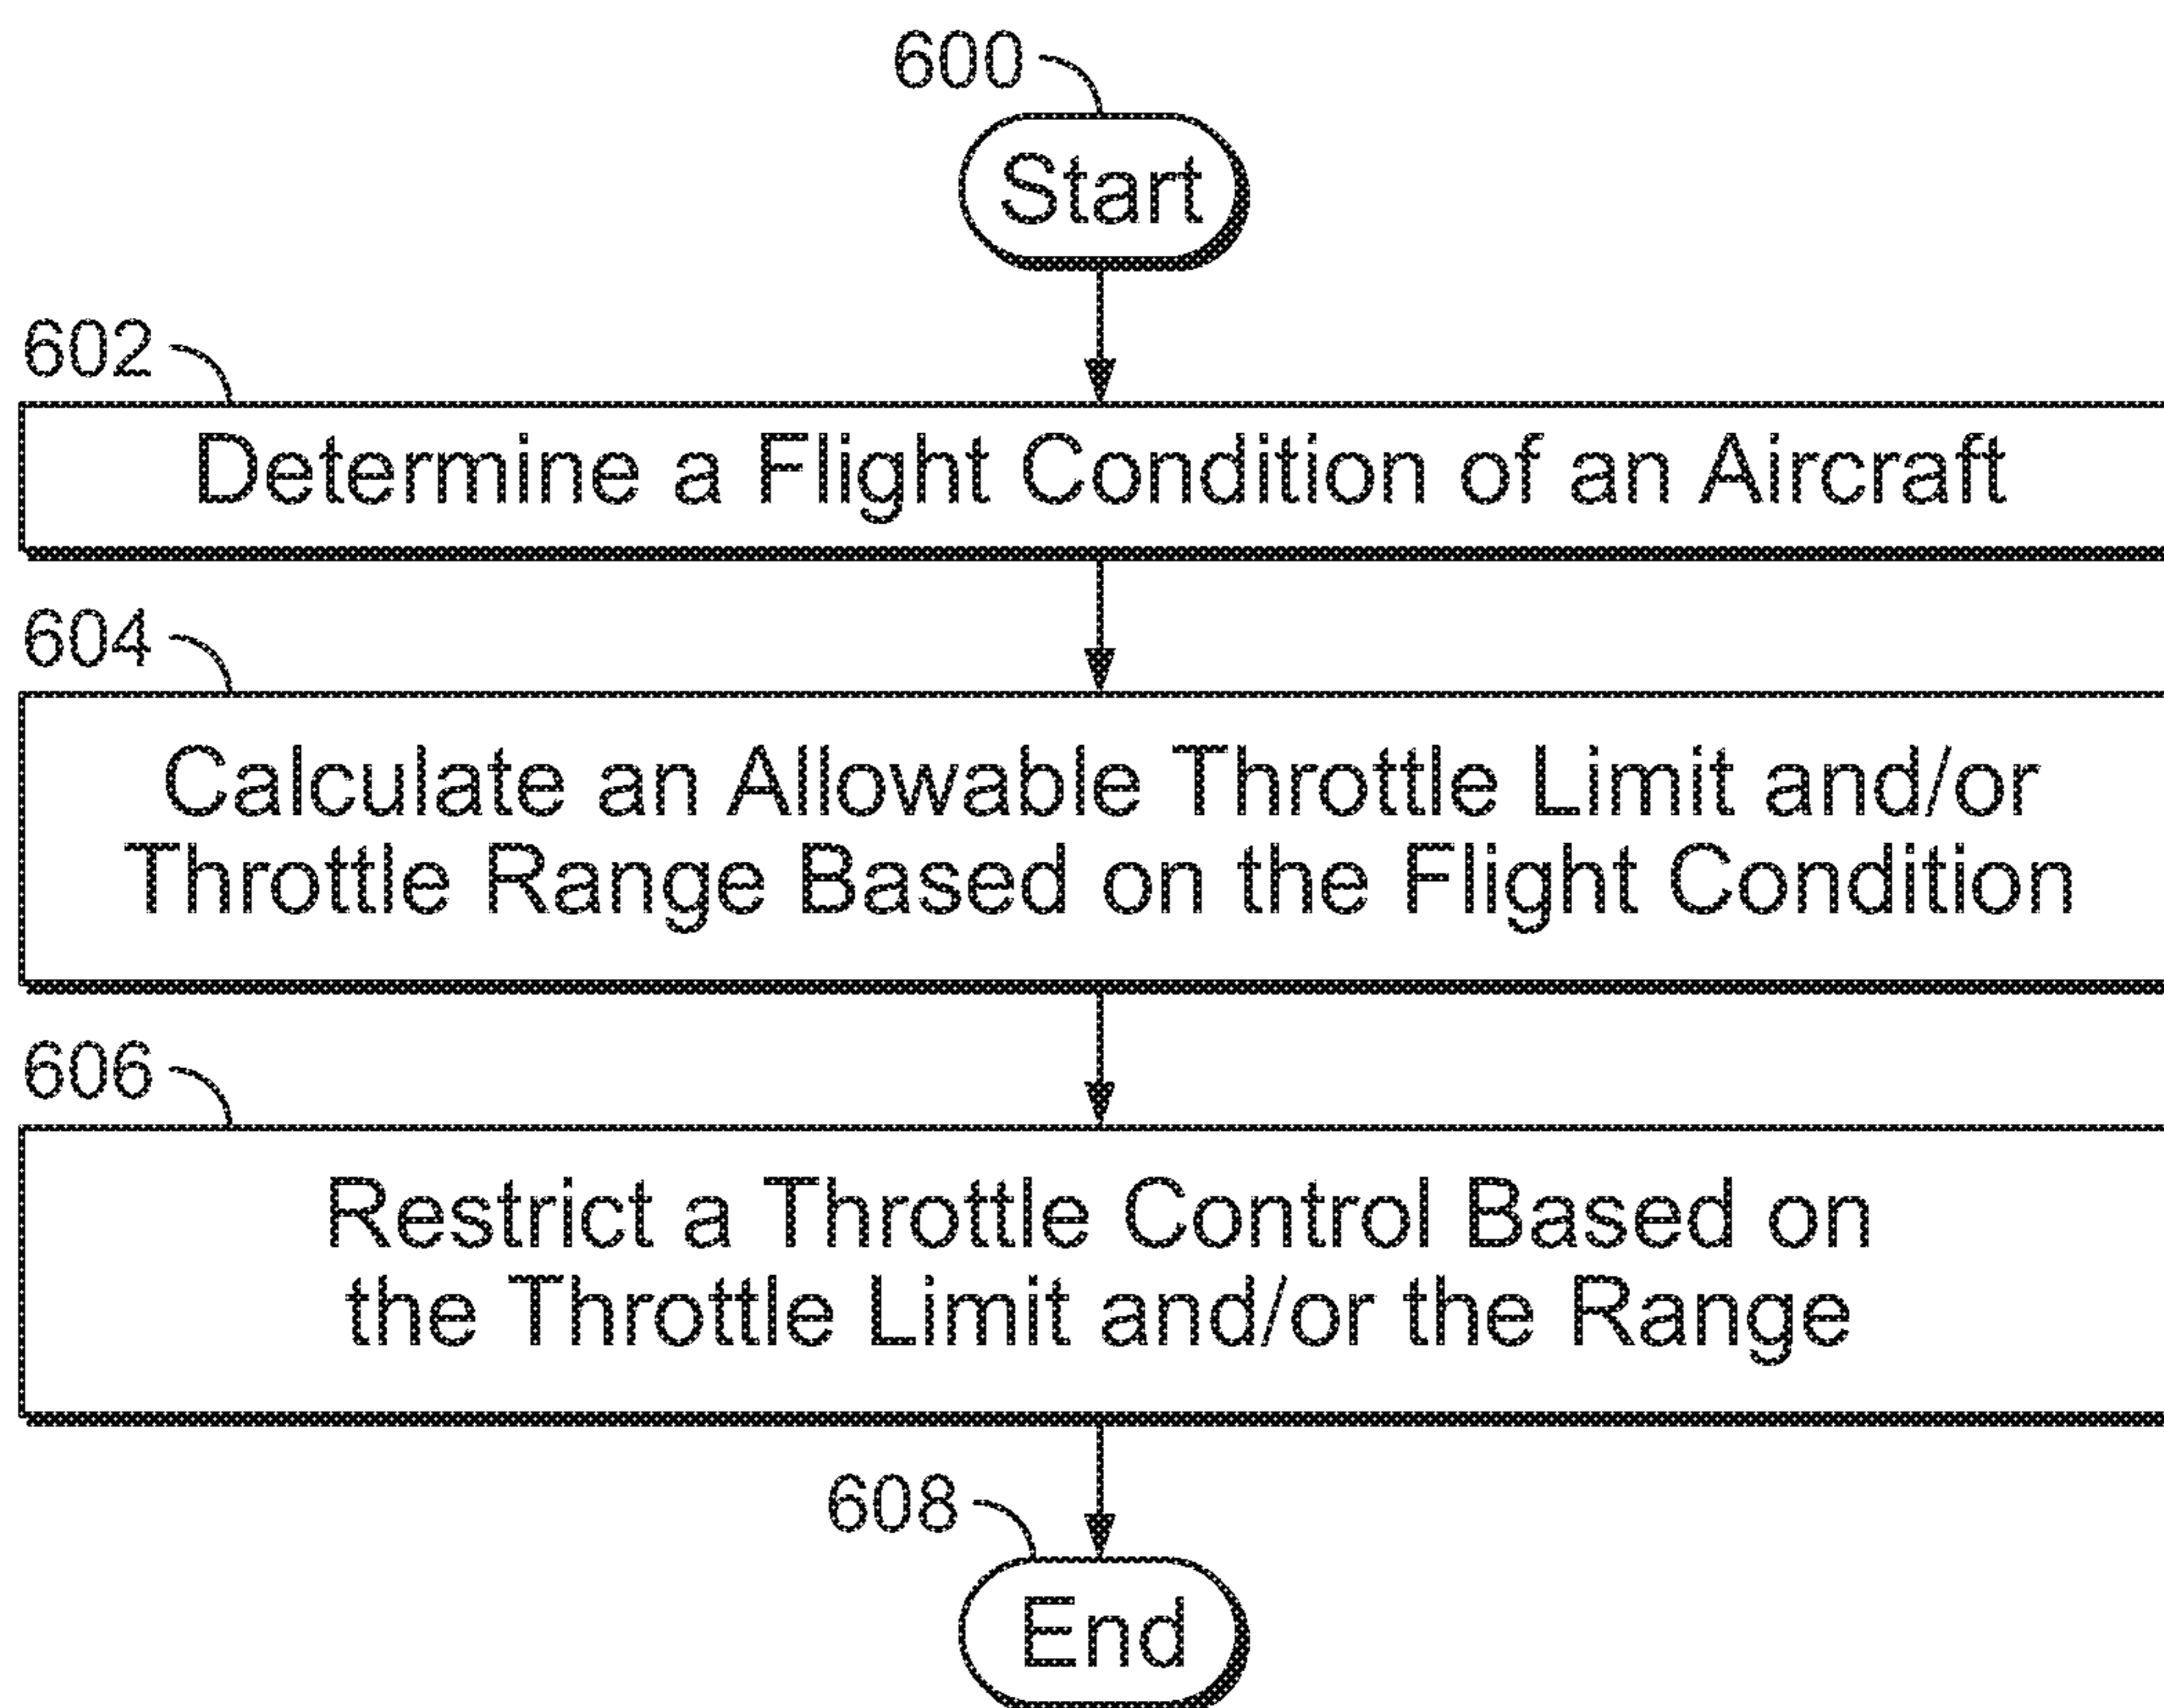 600
Start
602
Determine a Flight Condition of an Aircraft
604
Calculate an Allowable Throttle Limit and/or
Throttle Range Based on the Flight Condition
606
Restrict a Throttle Control Based on
the Throttle Limit and/or the Range
608
End